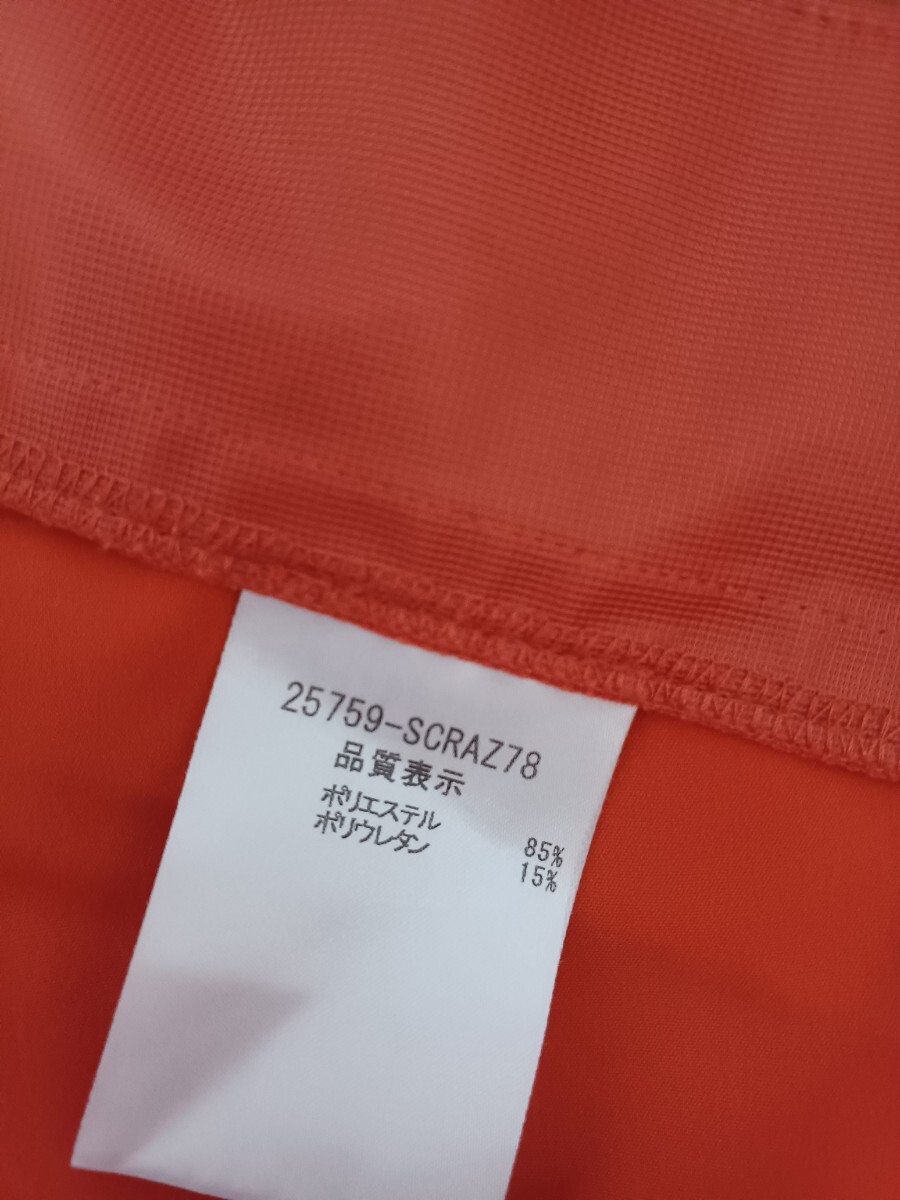 25759-SCRAZ78
品質表示
ポリエステル 85%
ポリウレタン 15%